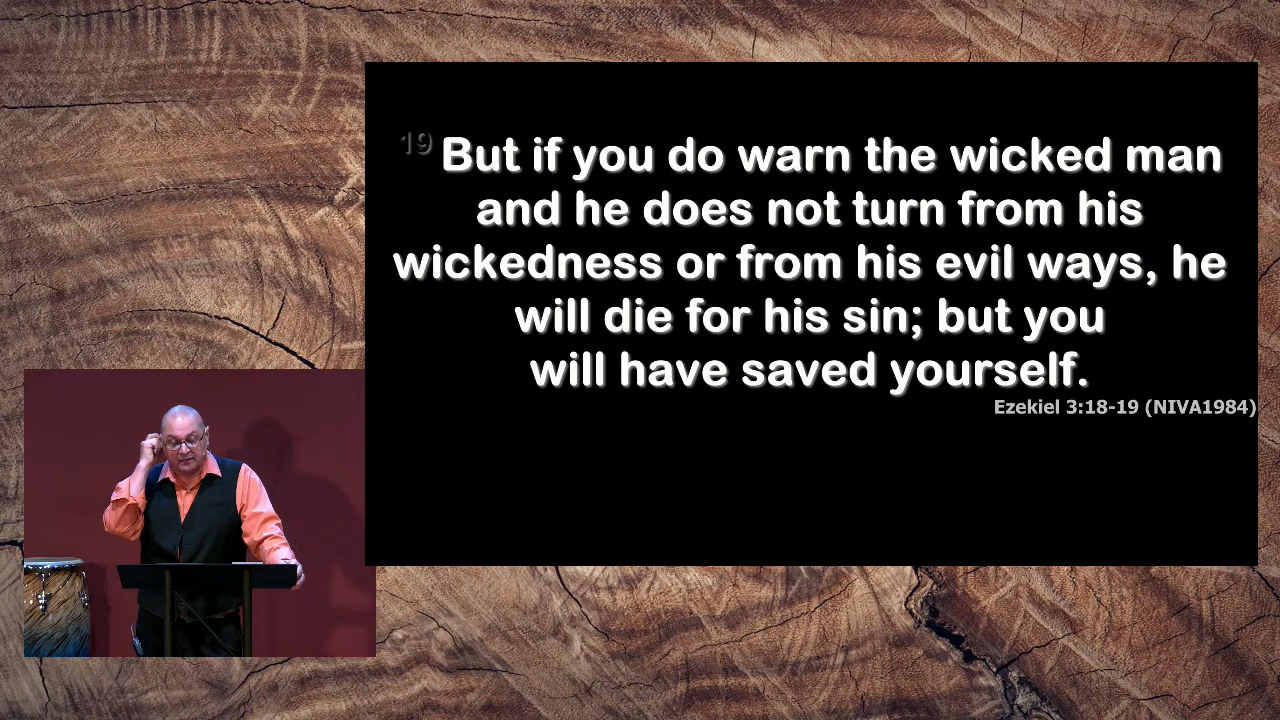 19 But if you do warn the wicked man
and he does not turn from his
wickedness or from his evil ways, he
will die for his sin; but you
will have saved yourself.
Ezekiel 3:18-19 (NIVA1984)